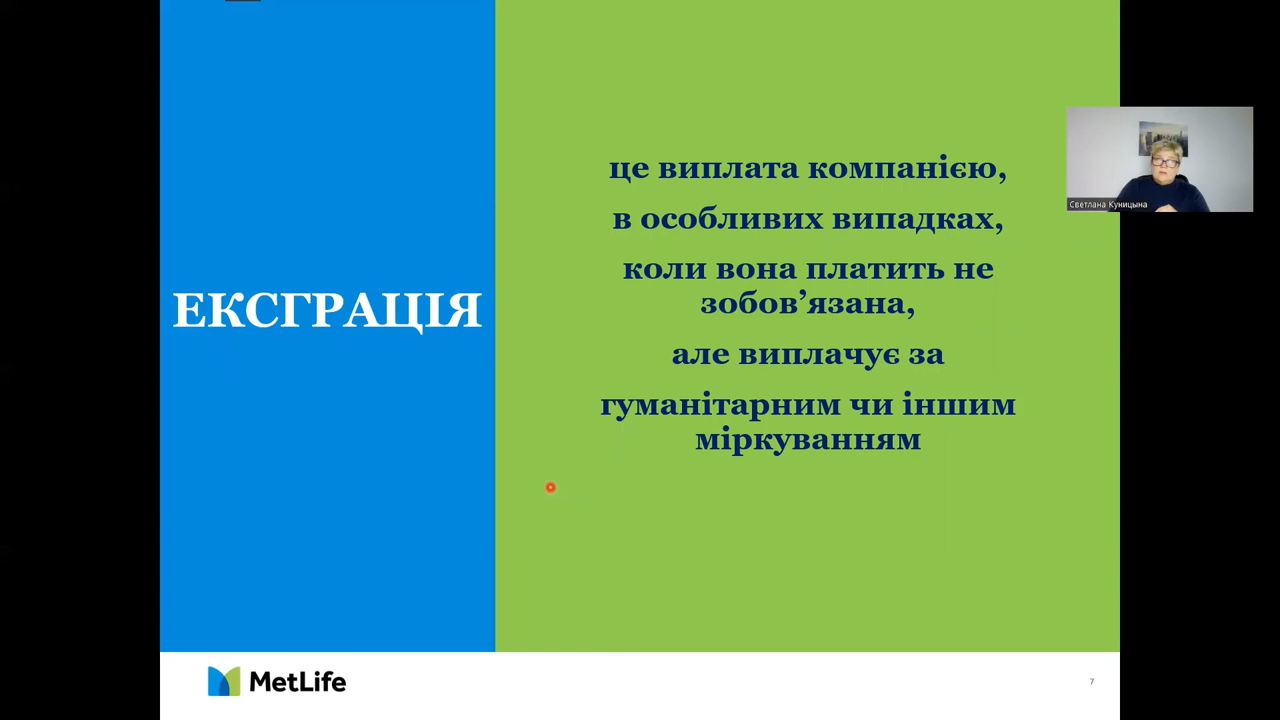 ЕКСГРАЦІЯ
це виплата компанією,
в особливих випадках,
коли вона платить не
зобов’язана,
але виплачує за
гуманітарним чи іншим
міркуванням
Светлана Куницына
MetLife
7